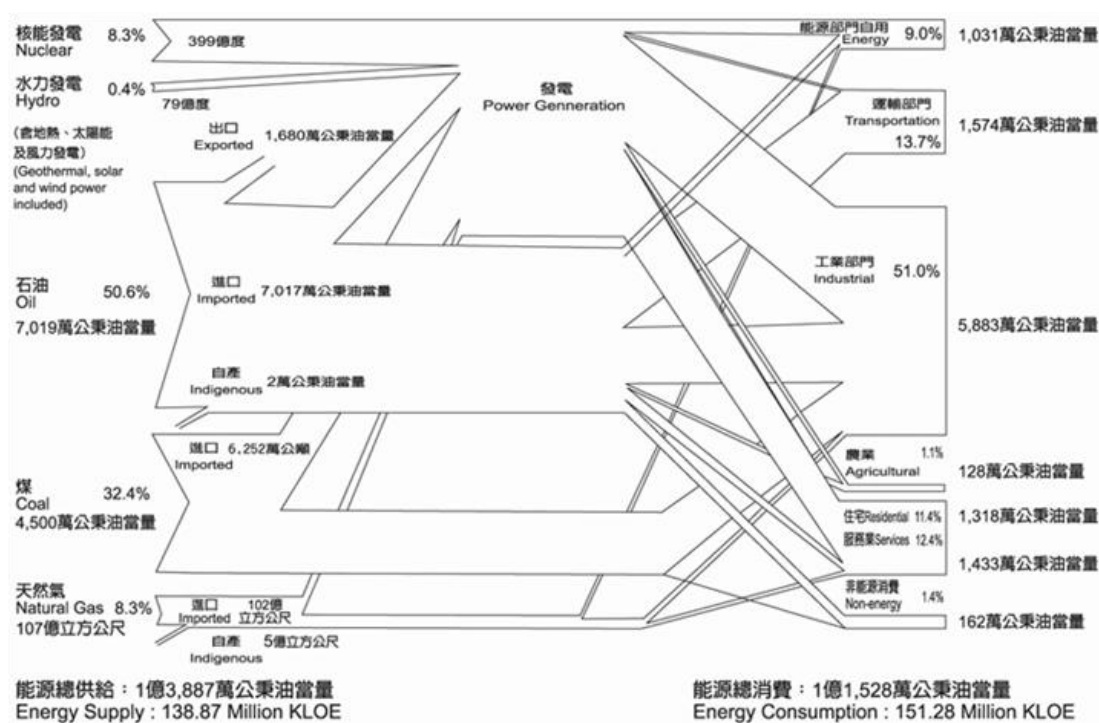 核能發電 8.3%
Nuclear
399億度
水力發電 0.4%
Hydro
79億度
(含地熱、太陽能
及風力發電)
(Geothermal, solar
and wind power
included)
出口
Exported 1,680萬公秉油當量
石油
Oil 50.6%
7,019萬公秉油當量
進口
Imported 7,017萬公秉油當量
自產
Indigenous 2萬公秉油當量
煤
Coal 32.4%
4,500萬公秉油當量
進口 6,252萬公噸
Imported
天然氣
Natural Gas 8.3%
107億立方公尺
進口 102億
Imported 立方公尺
自產 5億立方公尺
Indigenous
發電
Power Genneration
能源部門自用
Energy 9.0% 1,031萬公秉油當量
運輸部門
Transportation
13.7%
1,574萬公秉油當量
工業部門
Industrial 51.0%
5,883萬公秉油當量
農業 1.1%
Agricultural 128萬公秉油當量
住宅Residential 11.4% 1,318萬公秉油當量
服務業Services 12.4%
1,433萬公秉油當量
非能源消費
Non-energy 1.4%
162萬公秉油當量
能源總供給：1億3,887萬公秉油當量
Energy Supply : 138.87 Million KLOE
能源總消費：1億1,528萬公秉油當量
Energy Consumption : 151.28 Million KLOE